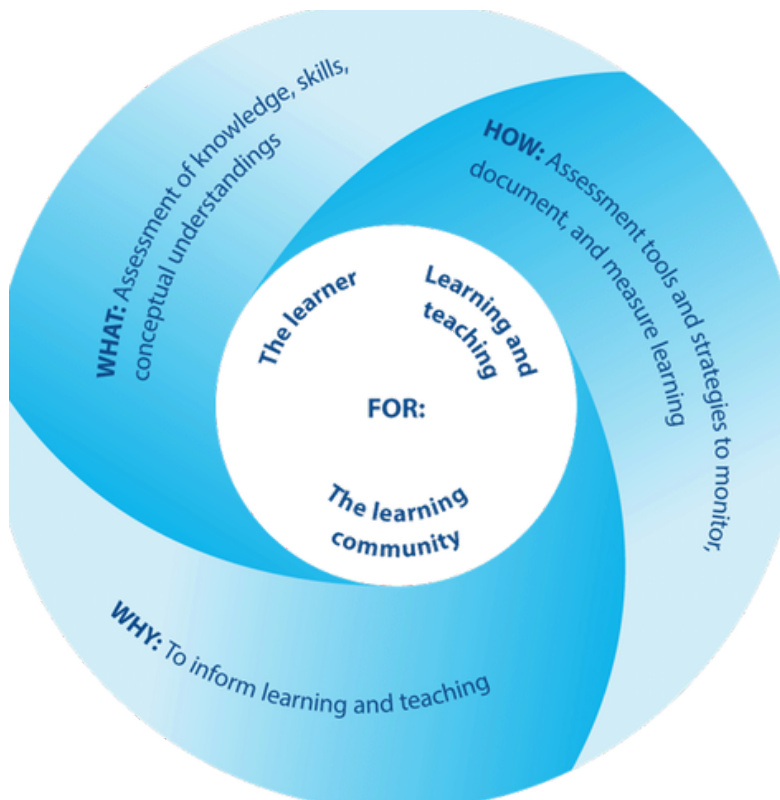 WHAT: Assessment of knowledge, skills,
conceptual understandings
HOW: Assessment tools and strategies to monitor,
document, and measure learning
The learner
Learning and
teaching
FOR:
The learning
community
WHY: To inform learning and teaching